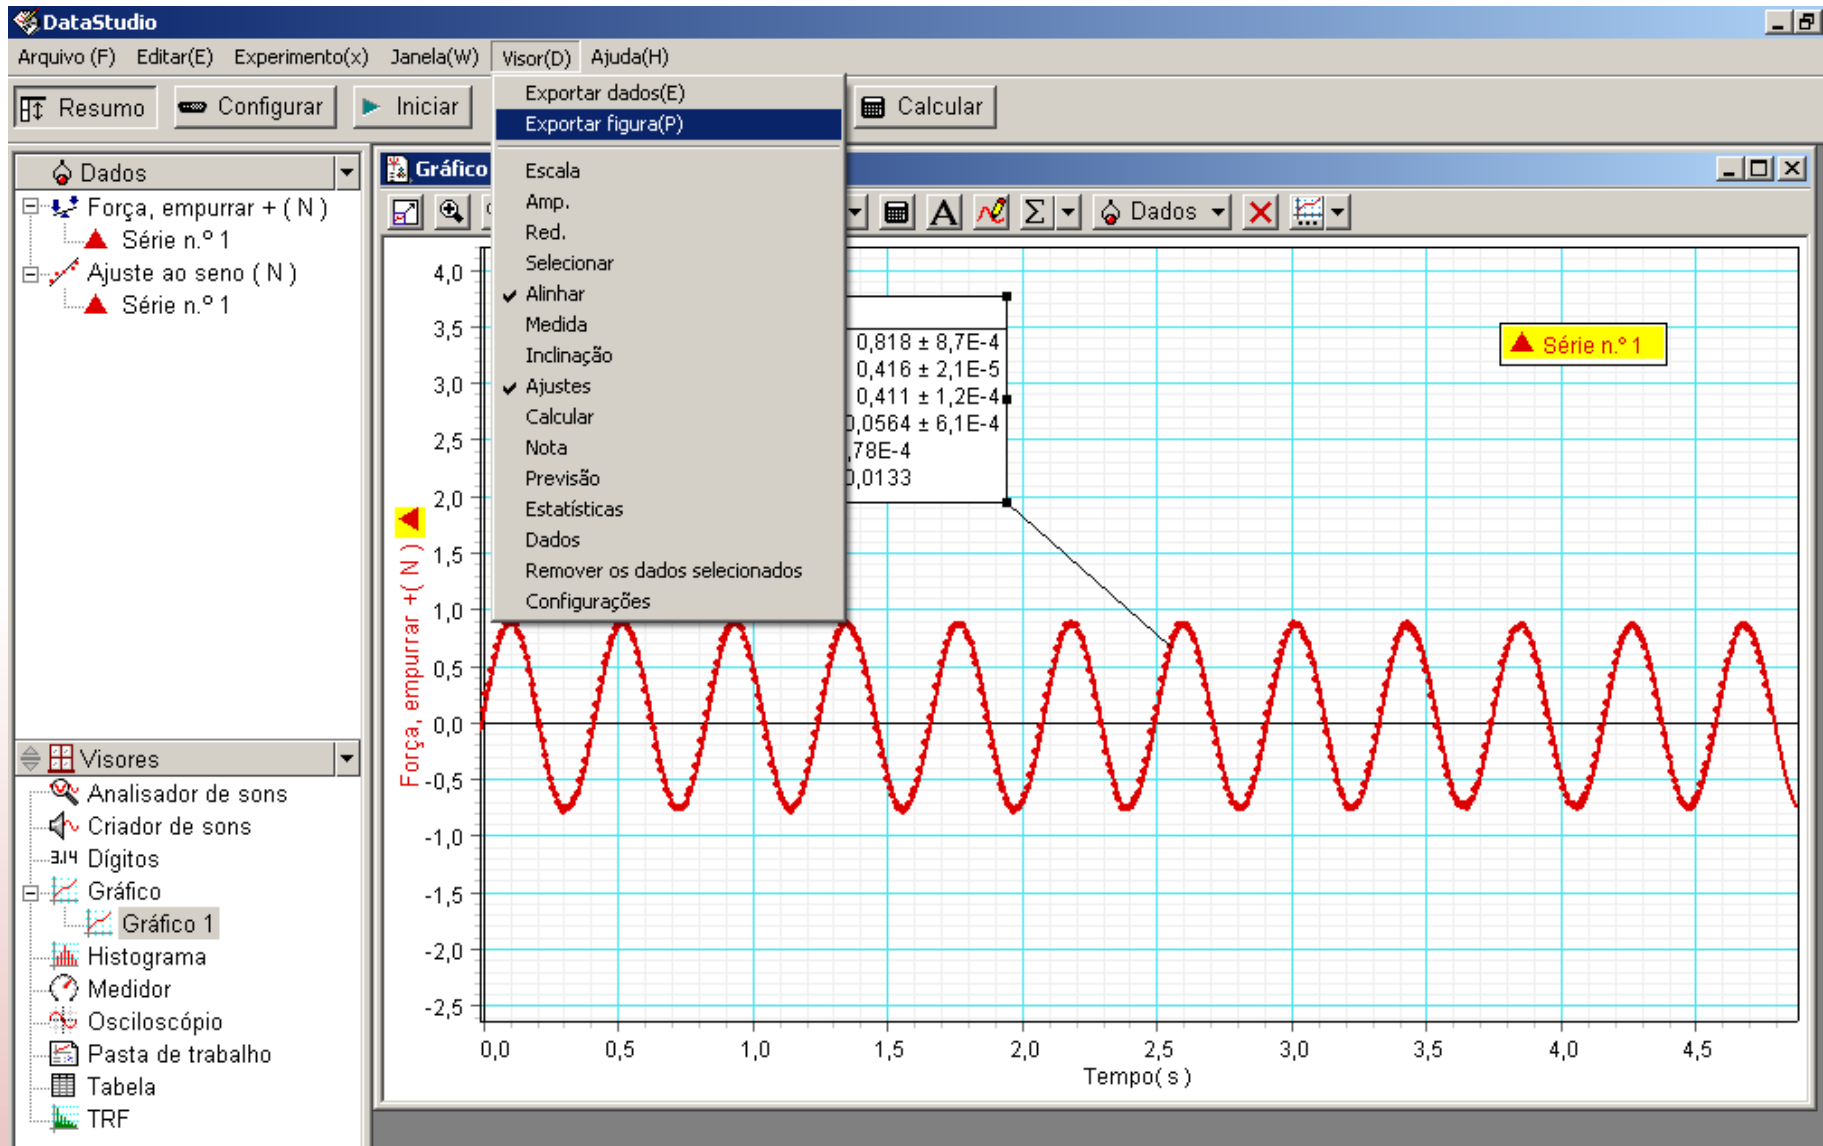 DataStudio
Arquivo (F) Editar(E) Experimento(x) Janela(W) Visor(D) Ajuda(H)
Resumo Configurar Iniciar Calcular
Exportar dados(E)
Exportar figura(P)
Escala
Amp.
Red.
Selecionar
Alinhar
Medida
Inclinação
Ajustes
Calcular
Nota
Previsão
Estatísticas
Dados
Remover os dados selecionados
Configurações
Dados
Força, empurrar + ( N )
Série n.º 1
Ajuste ao seno ( N )
Série n.º 1
Visores
Analisador de sons
Criador de sons
3.14 Dígitos
Gráfico
Gráfico 1
Histograma
Medidor
Osciloscópio
Pasta de trabalho
Tabela
TRF
Gráfico
A Σ Dados
0,818 ± 8,7E-4
0,416 ± 2,1E-5
0,411 ± 1,2E-4
0,0564 ± 6,1E-4
,78E-4
0,0133
Série n.º 1
Força, empurrar +( N )
4,0
3,5
3,0
2,5
2,0
1,5
1,0
0,5
0,0
-0,5
-1,0
-1,5
-2,0
-2,5
0,0 0,5 1,0 1,5 2,0 2,5 3,0 3,5 4,0 4,5
Tempo( s )